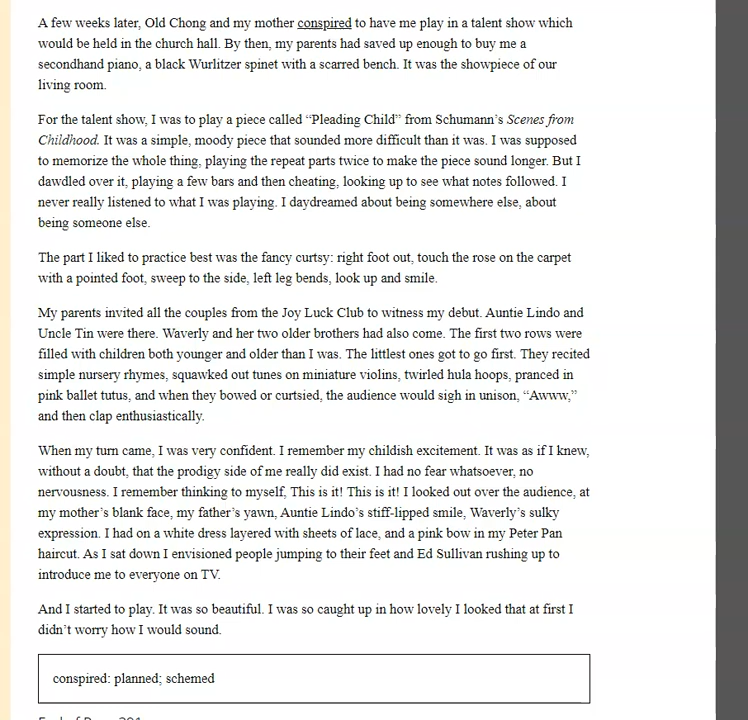 A few weeks later, Old Chong and my mother conspired to have me play in a talent show which
would be held in the church hall. By then, my parents had saved up enough to buy me a
secondhand piano, a black Wurlitzer spinet with a scarred bench. It was the showpiece of our
living room.
For the talent show, I was to play a piece called “Pleading Child” from Schumann’s Scenes from
Childhood. It was a simple, moody piece that sounded more difficult than it was. I was supposed
to memorize the whole thing, playing the repeat parts twice to make the piece sound longer. But I
dawdled over it, playing a few bars and then cheating, looking up to see what notes followed. I
never really listened to what I was playing. I daydreamed about being somewhere else, about
being someone else.
The part I liked to practice best was the fancy curtsy: right foot out, touch the rose on the carpet
with a pointed foot, sweep to the side, left leg bends, look up and smile.
My parents invited all the couples from the Joy Luck Club to witness my debut. Auntie Lindo and
Uncle Tin were there. Waverly and her two older brothers had also come. The first two rows were
filled with children both younger and older than I was. The littlest ones got to go first. They recited
simple nursery rhymes, squawked out tunes on miniature violins, twirled hula hoops, pranced in
pink ballet tutus, and when they bowed or curtsied, the audience would sigh in unison, “Awww,”
and then clap enthusiastically.
When my turn came, I was very confident. I remember my childish excitement. It was as if I knew,
without a doubt, that the prodigy side of me really did exist. I had no fear whatsoever, no
nervousness. I remember thinking to myself, This is it! This is it! I looked out over the audience, at
my mother’s blank face, my father’s yawn, Auntie Lindo’s stiff-lipped smile, Waverly’s sulky
expression. I had on a white dress layered with sheets of lace, and a pink bow in my Peter Pan
haircut. As I sat down I envisioned people jumping to their feet and Ed Sullivan rushing up to
introduce me to everyone on TV.
And I started to play. It was so beautiful. I was so caught up in how lovely I looked that at first I
didn’t worry how I would sound.
conspired: planned; schemed